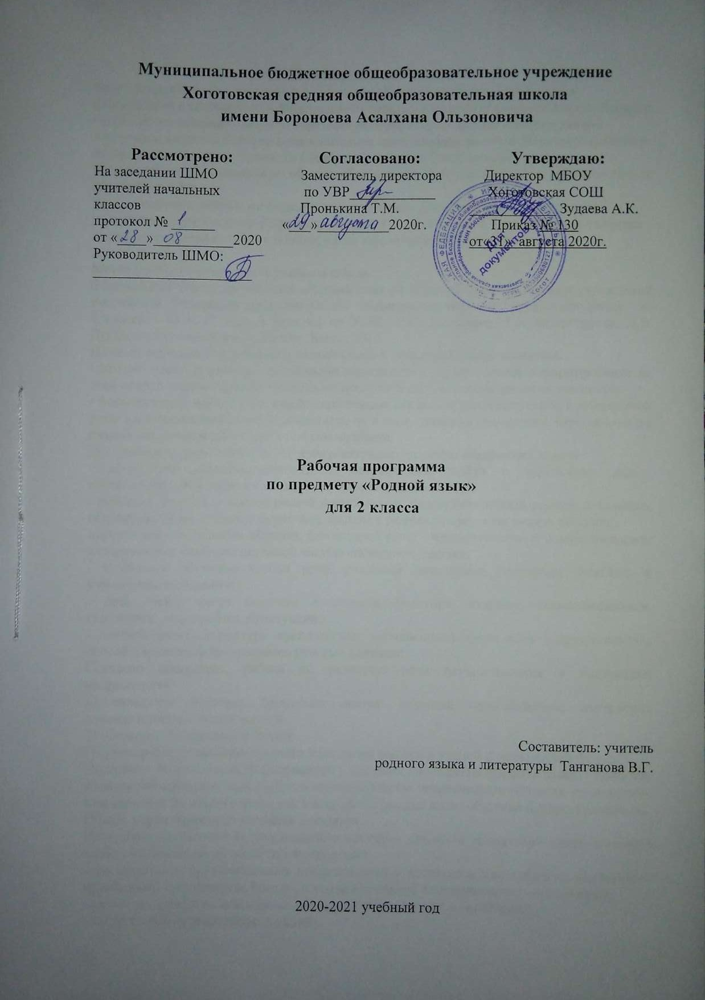 Муниципальное бюджетное общеобразовательное учреждение
Хоготовская средняя общеобразовательная школа
имени Бороноева Асалхана Ользоновича
Рассмотрено:
На заседании ШМО
учителей начальных
классов
протокол № 1
от «28» 08 2020
Руководитель ШМО:
Согласовано:
Заместитель директора
по УВР
Пронькина Т.М.
«29» августа 2020г.
Утверждаю:
Директор МБОУ
Хоготовская СОШ
Зудаева А.К.
Приказ № 130
от«31» августа 2020г.
Для
документов
Рабочая программа
по предмету «Родной язык»
для 2 класса
Составитель: учитель
родного языка и литературы Танганова В.Г.
2020-2021 учебный год